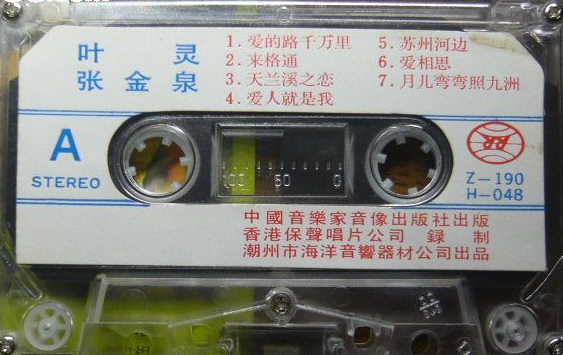 叶 灵
张金泉
1.爱的路千万里
2.来格通
3.天兰溪之恋
4.爱人就是我
5.苏州河边
6.爱相思
7.月儿弯弯照九洲
A
STEREO
100 50 0
Z-190
H-048
中國音樂家音像出版社出版
香港保聲唱片公司 録 制
潮州市海洋音響器材公司出品